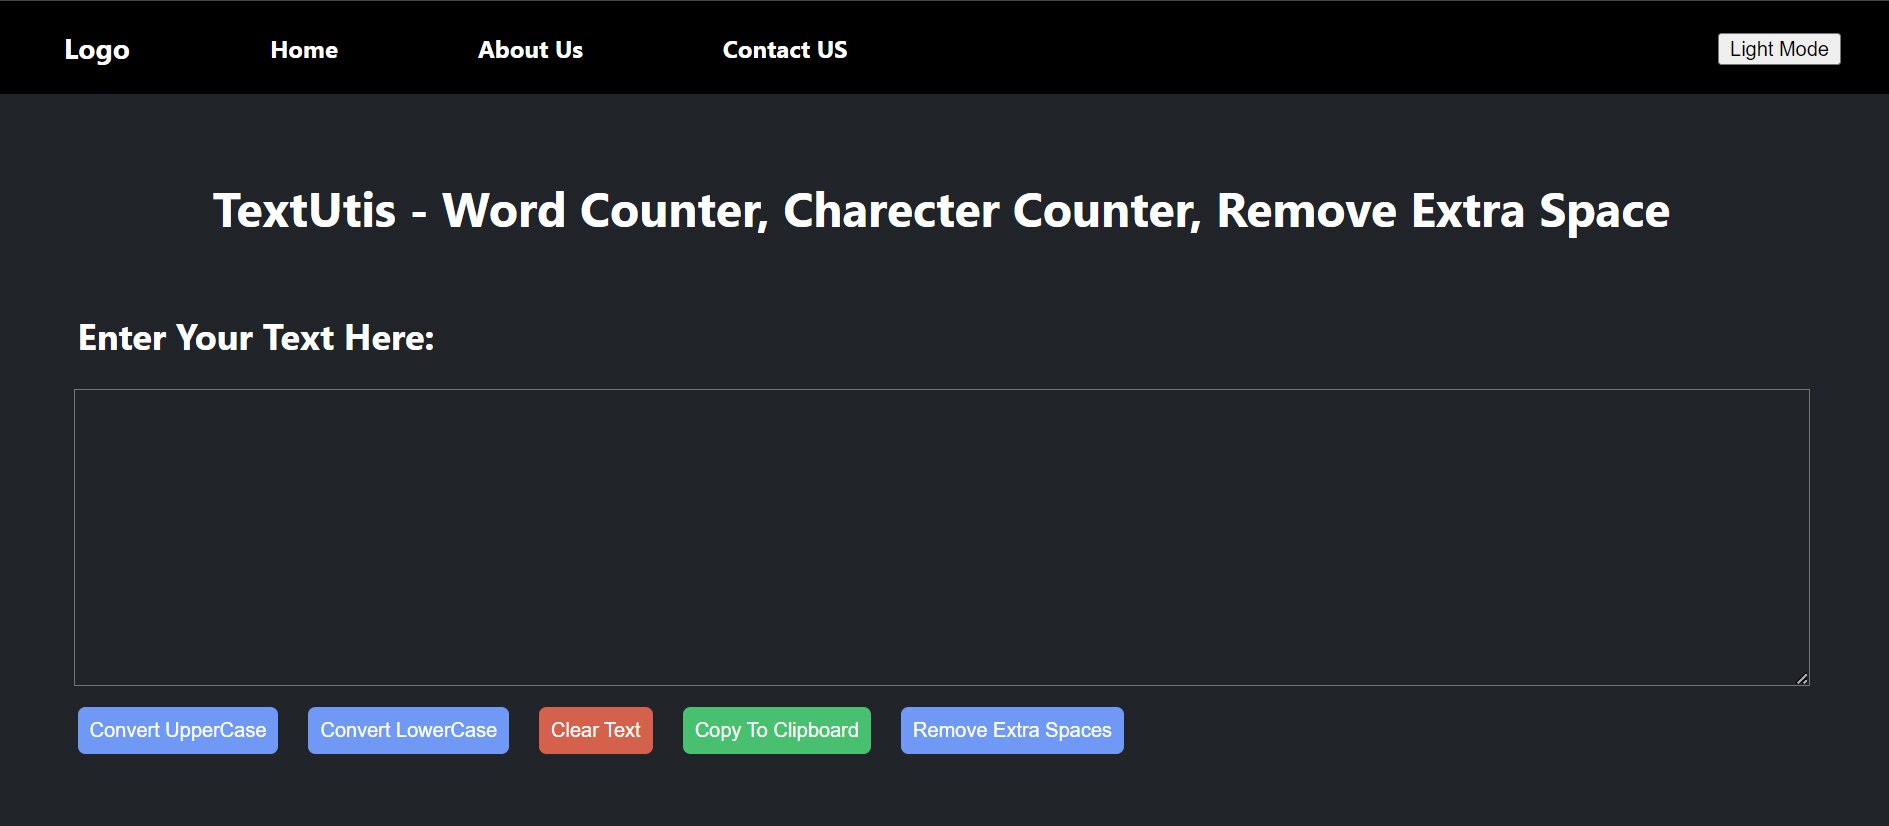 Logo Home About Us Contact US Light Mode
TextUtis - Word Counter, Charecter Counter, Remove Extra Space
Enter Your Text Here:
Convert UpperCase Convert LowerCase Clear Text Copy To Clipboard Remove Extra Spaces